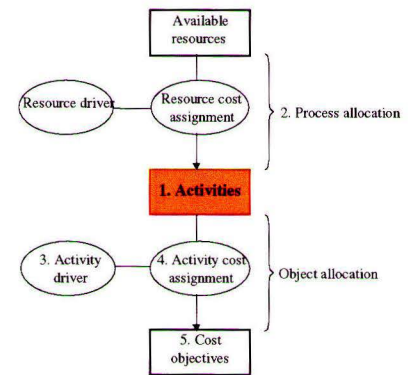 Available
resources
Resource driver
Resource cost
assignment
2. Process allocation
1. Activities
3. Activity
driver
4. Activity cost
assignment
Object allocation
5. Cost
objectives